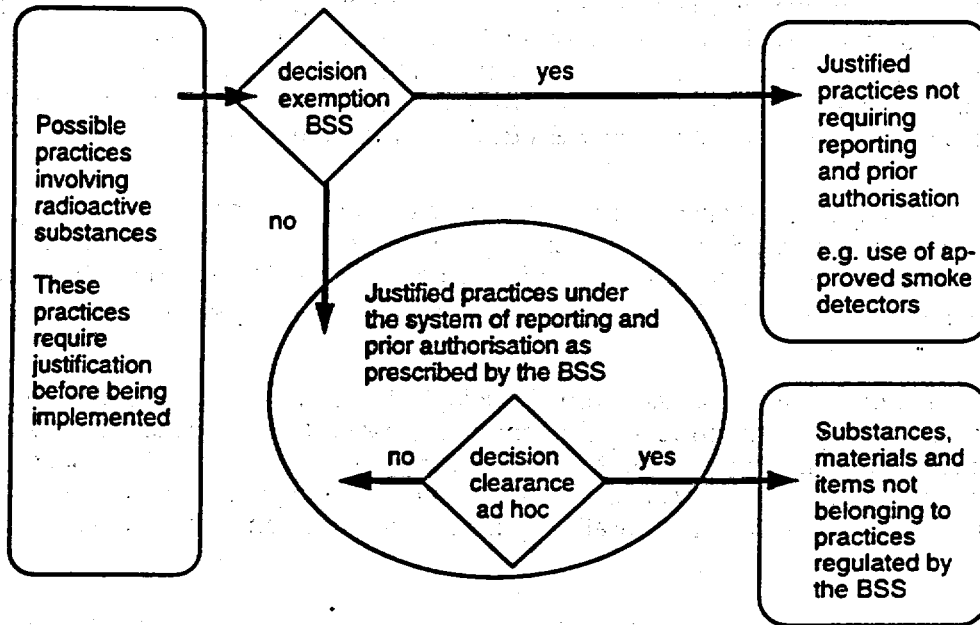 Possible
practices
involving
radioactive
substances
These
practices
require
justification
before being
implemented
decision
exemption
BSS
yes
no
Justified
practices not
requiring
reporting
and prior
authorisation
e.g. use of ap-
proved smoke
detectors
Justified practices under
the system of reporting and
prior authorisation as
prescribed by the BSS
no
decision
clearance
ad hoc
yes
Substances,
materials and
items not
belonging to
practices
regulated by
the BSS